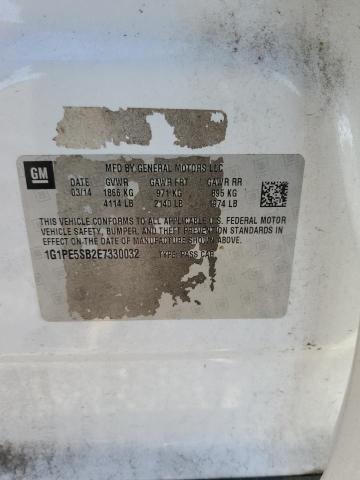 GM
MFD BY GENERAL MOTORS LLC
DATE GVWR GAWR FRT GAWR RR
03/14 1866 KG 971 KG 895 KG
4114 LB 2140 LB 1974 LB
THIS VEHICLE CONFORMS TO ALL APPLICABLE U.S. FEDERAL MOTOR
VEHICLE SAFETY, BUMPER, AND THEFT PREVENTION STANDARDS IN
EFFECT ON THE DATE OF MANUFACTURE SHOWN ABOVE.
1G1PE5SB2E7330032 TYPE: PASS CAR